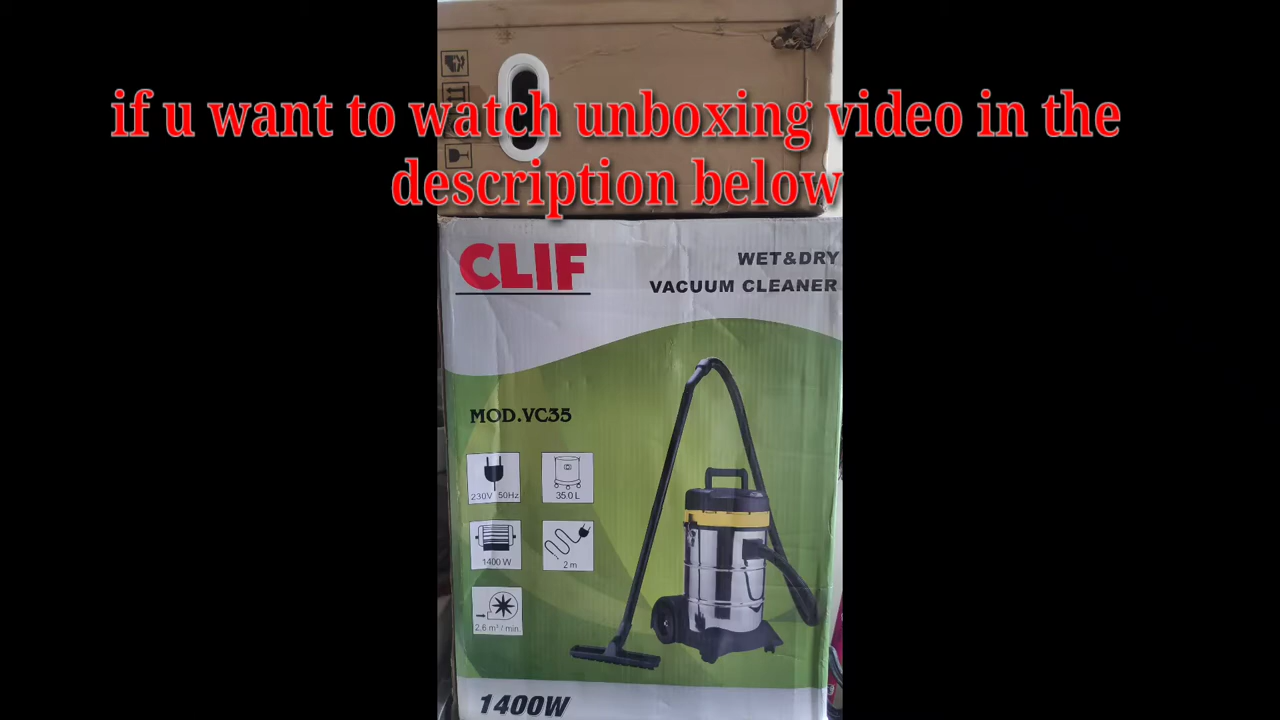 if u want to watch unboxing video in the
description below
CLIF
WET&DRY
VACUUM CLEANER
MOD.VC35
230V 50Hz
35.0 L
1400 W
2 m
2,6 m³ / min.
1400W